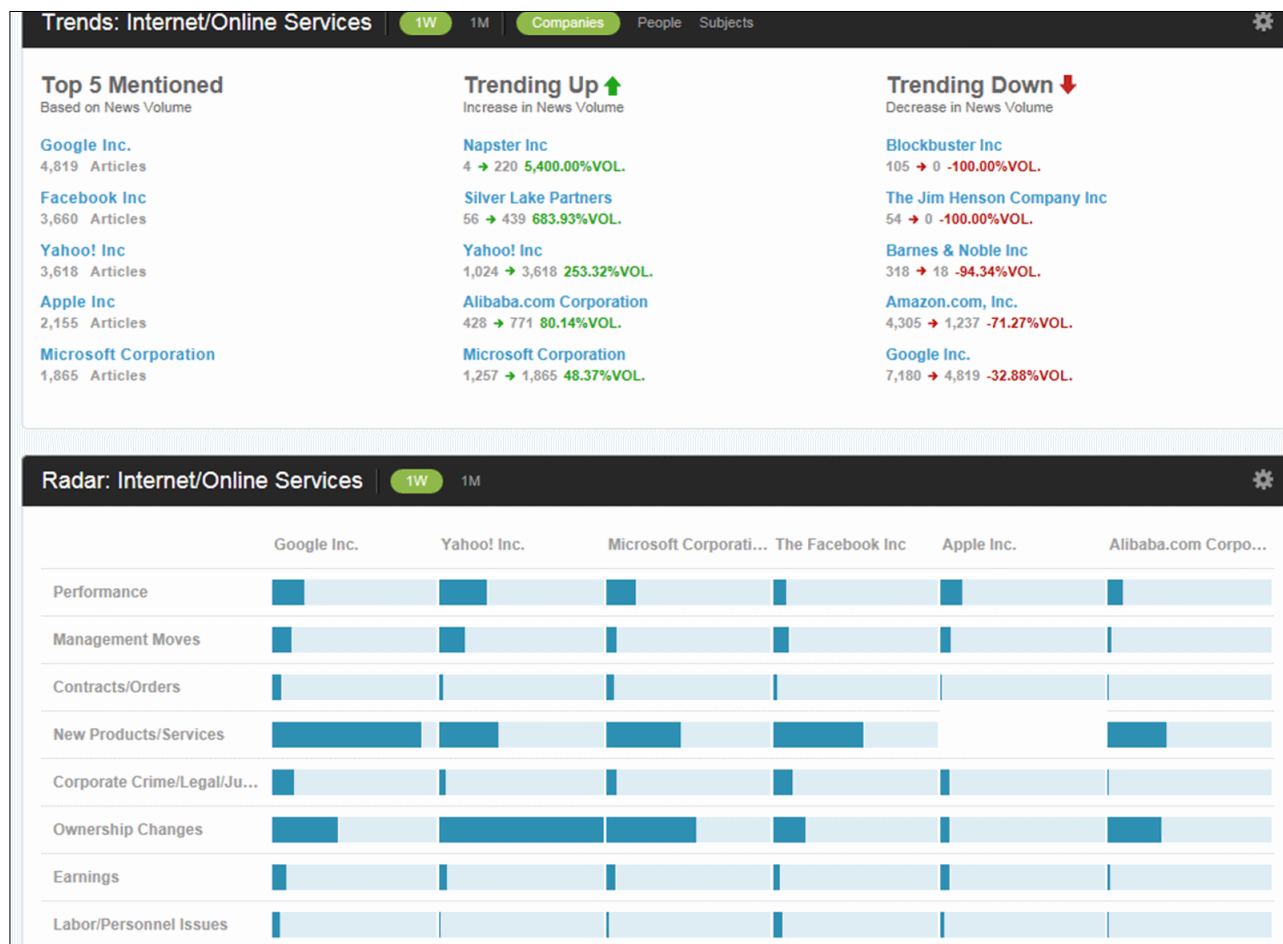 Trends: Internet/Online Services 1W 1M Companies People Subjects
Top 5 Mentioned
Based on News Volume
Google Inc.
4,819 Articles
Facebook Inc
3,660 Articles
Yahoo! Inc
3,618 Articles
Apple Inc
2,155 Articles
Microsoft Corporation
1,865 Articles
Trending Up
Increase in News Volume
Napster Inc
4 → 220 5,400.00%VOL.
Silver Lake Partners
56 → 439 683.93%VOL.
Yahoo! Inc
1,024 → 3,618 253.32%VOL.
Alibaba.com Corporation
428 → 771 80.14%VOL.
Microsoft Corporation
1,257 → 1,865 48.37%VOL.
Trending Down
Decrease in News Volume
Blockbuster Inc
105 → 0 -100.00%VOL.
The Jim Henson Company Inc
54 → 0 -100.00%VOL.
Barnes & Noble Inc
318 → 18 -94.34%VOL.
Amazon.com, Inc.
4,305 → 1,237 -71.27%VOL.
Google Inc.
7,180 → 4,819 -32.88%VOL.
Radar: Internet/Online Services 1W 1M
Google Inc. Yahoo! Inc. Microsoft Corporati... The Facebook Inc Apple Inc. Alibaba.com Corpo...
Performance
Management Moves
Contracts/Orders
New Products/Services
Corporate Crime/Legal/Ju...
Ownership Changes
Earnings
Labor/Personnel Issues